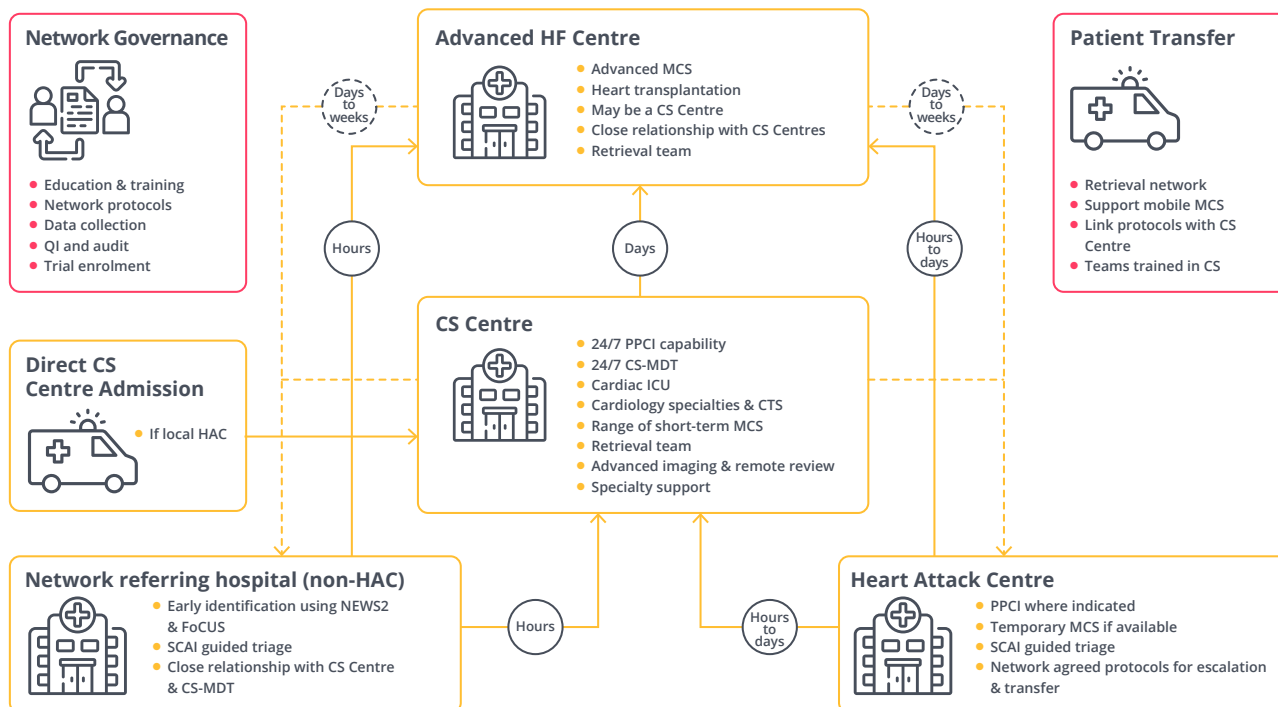 Network Governance
Education & training
Network protocols
Data collection
QI and audit
Trial enrolment
Days
to
weeks
Advanced HF Centre
Advanced MCS
Heart transplantation
May be a CS Centre
Close relationship with CS Centres
Retrieval team
Days
to
weeks
Patient Transfer
Retrieval network
Support mobile MCS
Link protocols with CS
Centre
Teams trained in CS
Hours
Days
Hours
to
days
Direct CS
Centre Admission
If local HAC
CS Centre
24/7 PPCI capability
24/7 CS-MDT
Cardiac ICU
Cardiology specialties & CTS
Range of short-term MCS
Retrieval team
Advanced imaging & remote review
Specialty support
Network referring hospital (non-HAC)
Early identification using NEWS2
& FoCUS
SCAI guided triage
Close relationship with CS Centre
& CS-MDT
Hours
Hours
to
days
Heart Attack Centre
PPCI where indicated
Temporary MCS if available
SCAI guided triage
Network agreed protocols for escalation
& transfer